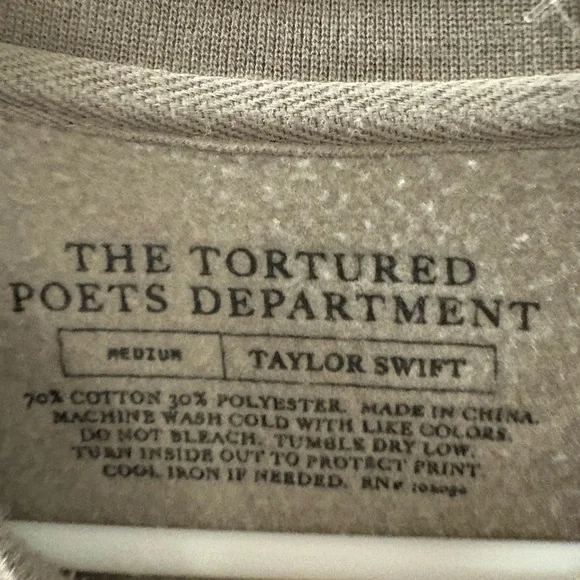 THE TORTURED
POETS DEPARTMENT
MEDIUM TAYLOR SWIFT
70% COTTON 30% POLYESTER. MADE IN CHINA.
MACHINE WASH COLD WITH LIKE COLORS.
DO NOT BLEACH. TUMBLE DRY LOW.
TURN INSIDE OUT TO PROTECT PRINT.
COOL IRON IF NEEDED. RN#